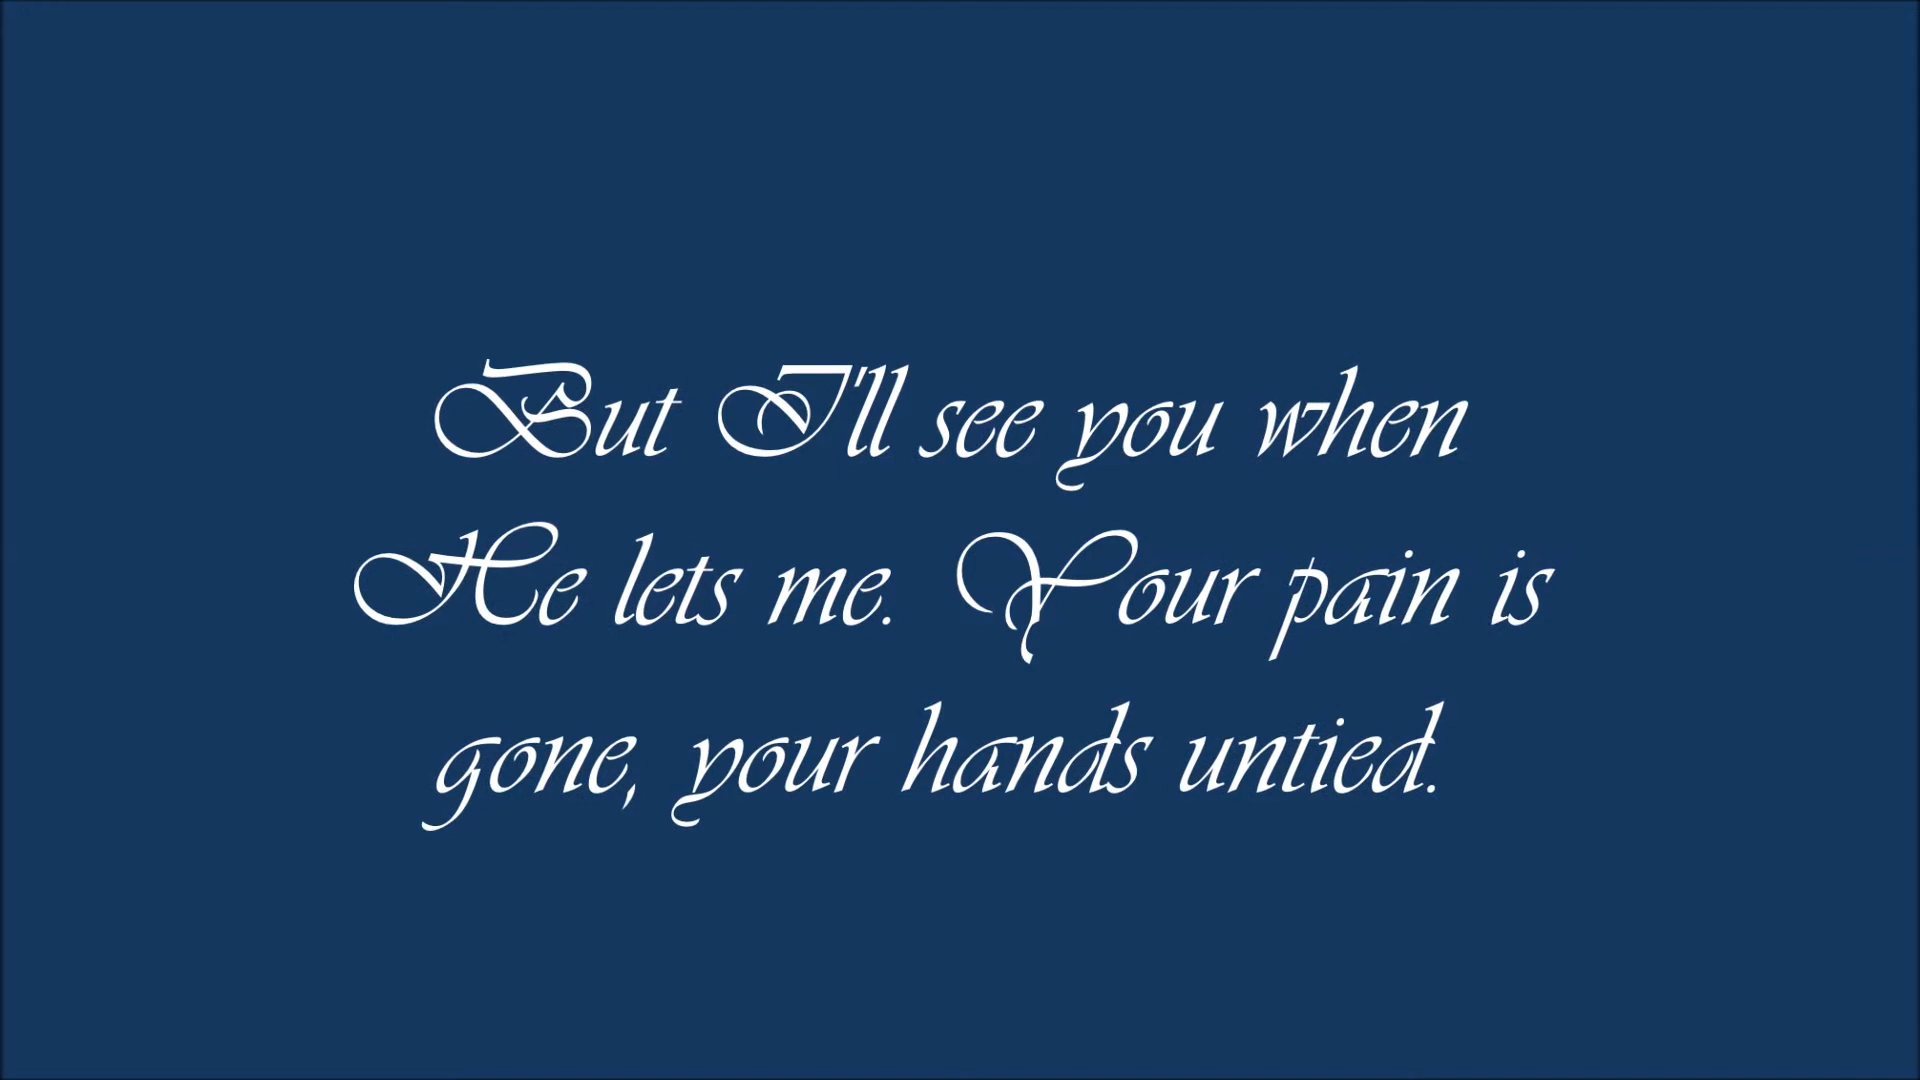 But I'll see you when
He lets me. Your pain is
gone, your hands untied.